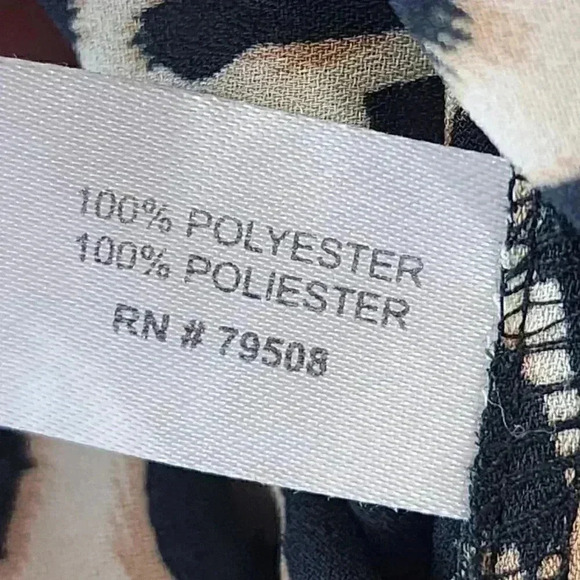 100% POLYESTER
100% POLIESTER
RN # 79508